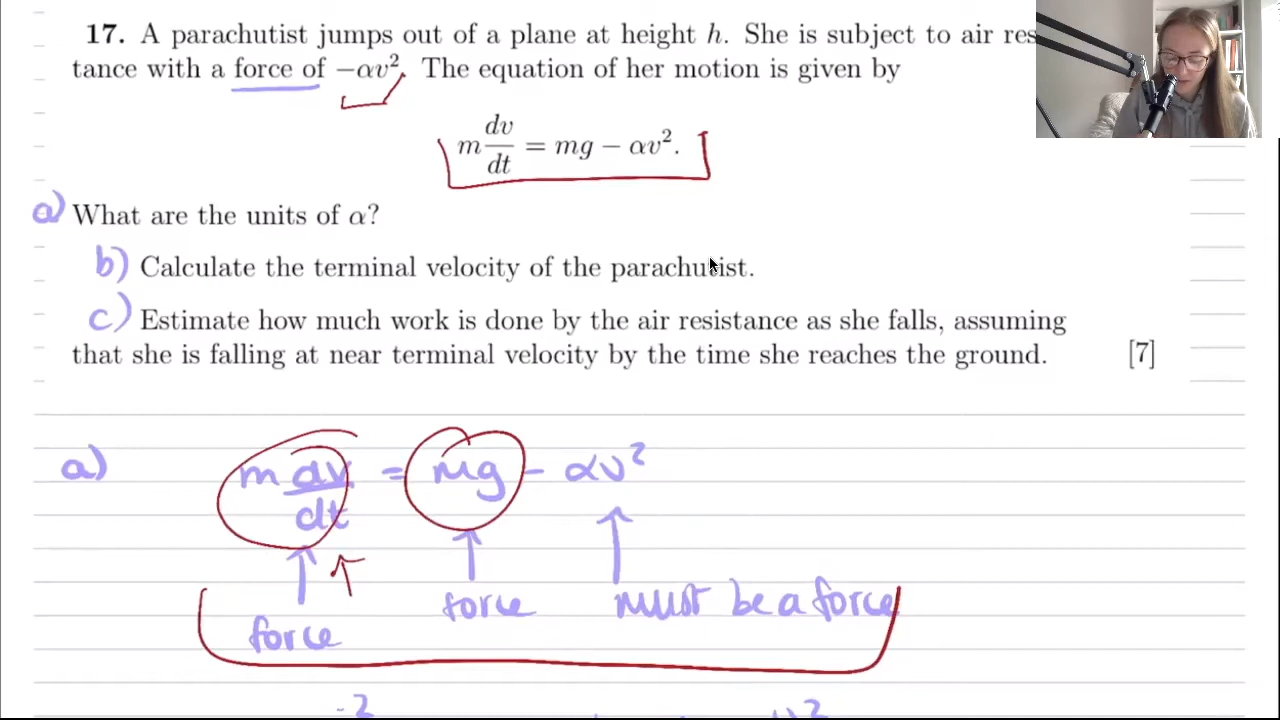 17. A parachutist jumps out of a plane at height h. She is subject to air res
tance with a force of −αv². The equation of her motion is given by
m dv/dt = mg − αv².
a) What are the units of α?
b) Calculate the terminal velocity of the parachutist.
c) Estimate how much work is done by the air resistance as she falls, assuming
that she is falling at near terminal velocity by the time she reaches the ground. [7]
a) m dv/dt = mg − αv²
force force must be a force